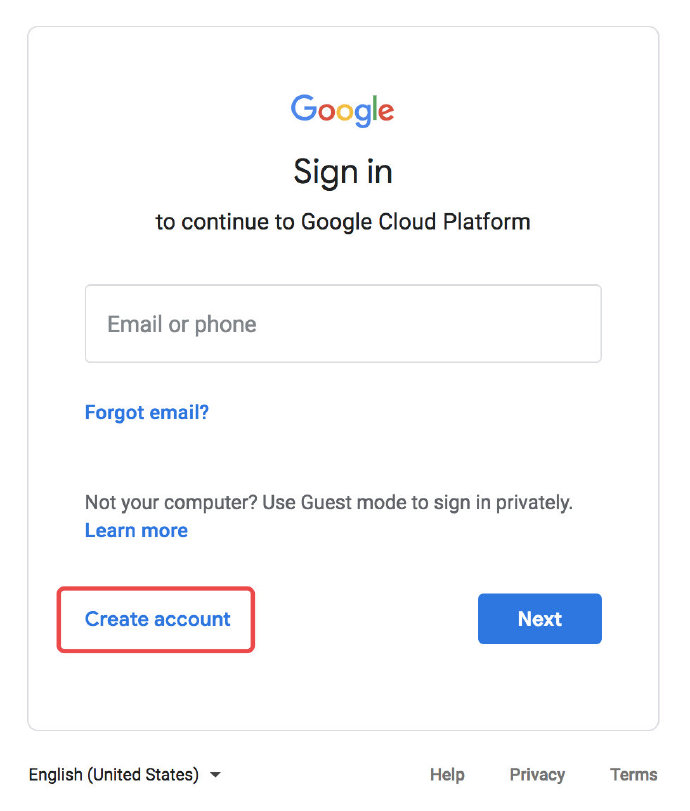 Google
Sign in
to continue to Google Cloud Platform
Email or phone
Forgot email?
Not your computer? Use Guest mode to sign in privately.
Learn more
Create account
Next
English (United States)
Help
Privacy
Terms